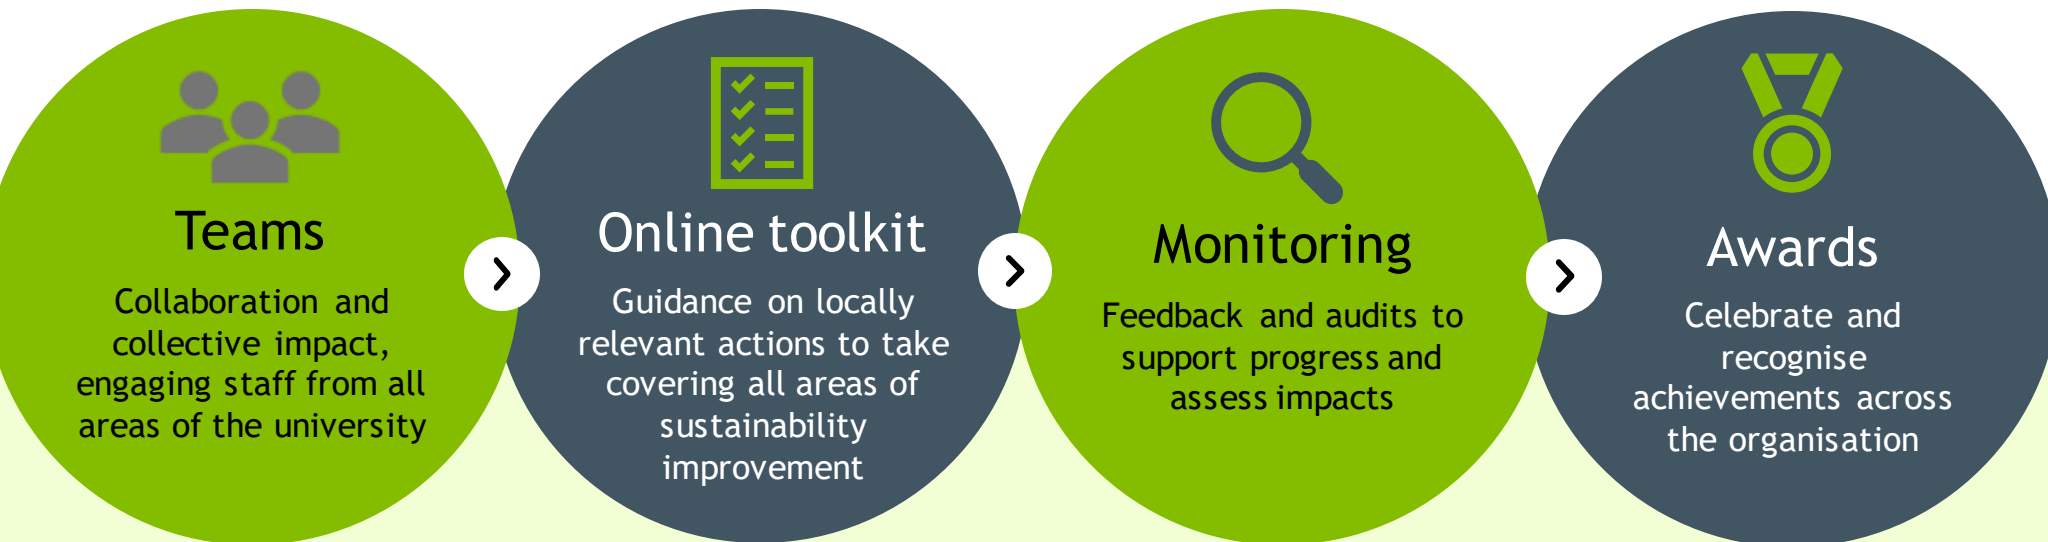 Teams
Collaboration and
collective impact,
engaging staff from all
areas of the university
Online toolkit
Guidance on locally
relevant actions to take
covering all areas of
sustainability
improvement
Monitoring
Feedback and audits to
support progress and
assess impacts
Awards
Celebrate and
recognise
achievements across
the organisation